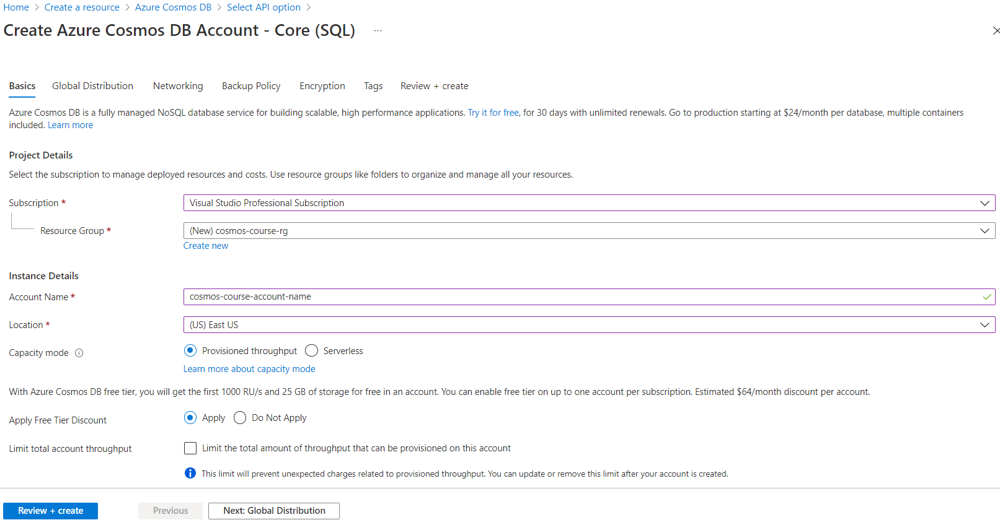 Home > Create a resource > Azure Cosmos DB > Select API option >
Create Azure Cosmos DB Account - Core (SQL) ...
Basics Global Distribution Networking Backup Policy Encryption Tags Review + create
Azure Cosmos DB is a fully managed NoSQL database service for building scalable, high performance applications. Try it for free, for 30 days with unlimited renewals. Go to production starting at $24/month per database, multiple containers
included. Learn more
Project Details
Select the subscription to manage deployed resources and costs. Use resource groups like folders to organize and manage all your resources.
Subscription * Visual Studio Professional Subscription
Resource Group * (New) cosmos-course-rg
Create new
Instance Details
Account Name * cosmos-course-account-name
Location * (US) East US
Capacity mode Provisioned throughput Serverless
Learn more about capacity mode
With Azure Cosmos DB free tier, you will get the first 1000 RU/s and 25 GB of storage for free in an account. You can enable free tier on up to one account per subscription. Estimated $64/month discount per account.
Apply Free Tier Discount Apply Do Not Apply
Limit total account throughput Limit the total amount of throughput that can be provisioned on this account
This limit will prevent unexpected charges related to provisioned throughput. You can update or remove this limit after your account is created.
Review + create Previous Next: Global Distribution